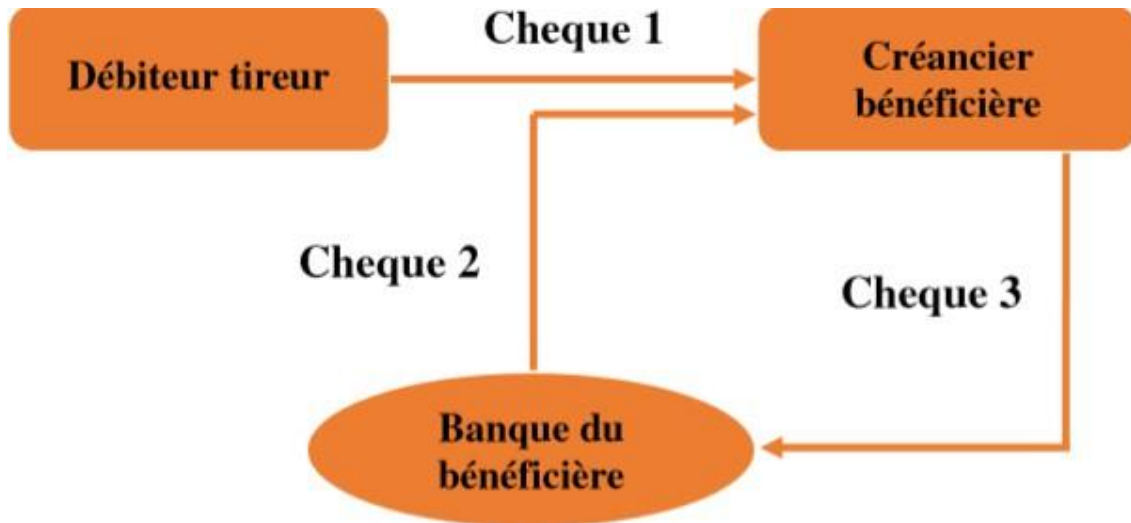 Cheque 1
Débiteur tireur
Créancier
bénéficière
Cheque 2
Cheque 3
Banque du
bénéficière